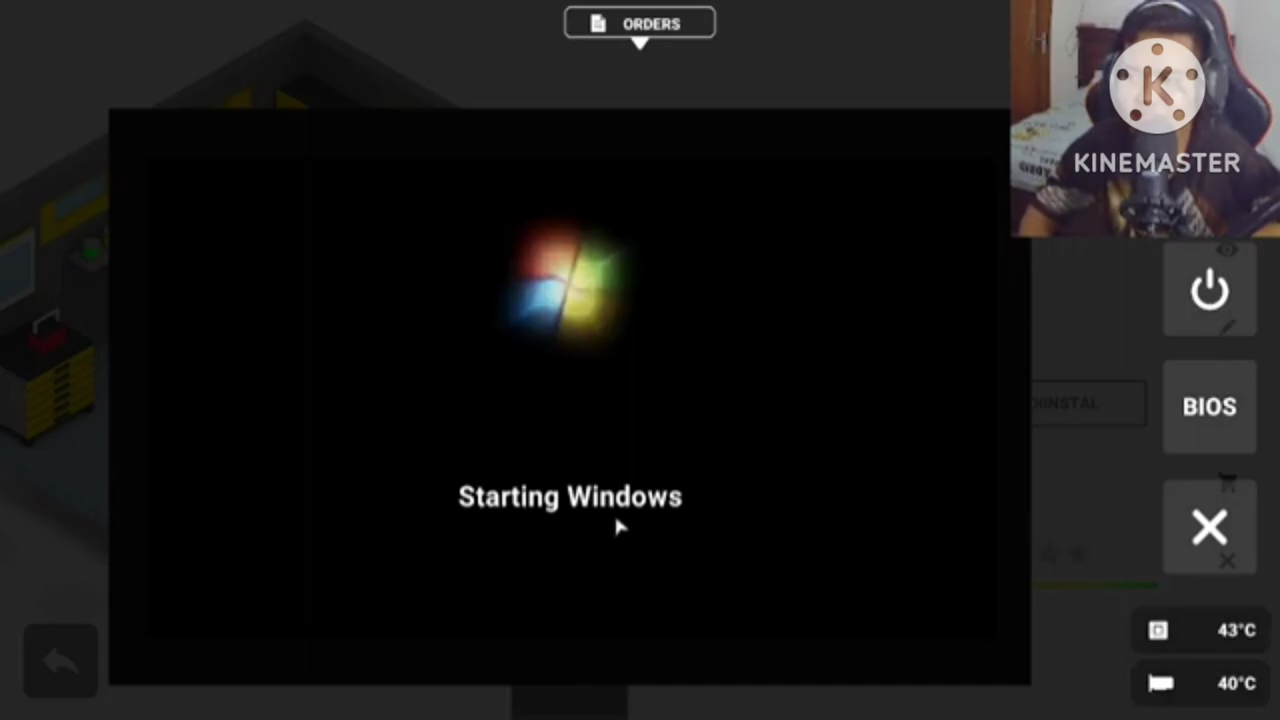 ORDERS
KINEMASTER
BIOS
Starting Windows
43°C
40°C